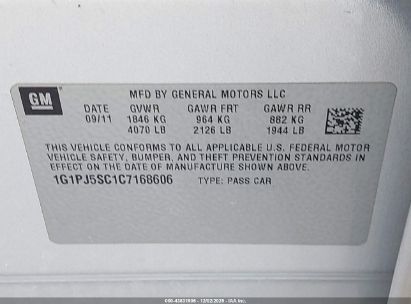 GM
MFD BY GENERAL MOTORS LLC
DATE GVWR GAWR FRT GAWR RR
09/11 1846 KG 964 KG 882 KG
4070 LB 2126 LB 1944 LB
THIS VEHICLE CONFORMS TO ALL APPLICABLE U.S. FEDERAL MOTOR
VEHICLE SAFETY, BUMPER, AND THEFT PREVENTION STANDARDS IN
EFFECT ON THE DATE OF MANUFACTURE SHOWN ABOVE.
1G1PJ5SC1C7168606 TYPE: PASS CAR